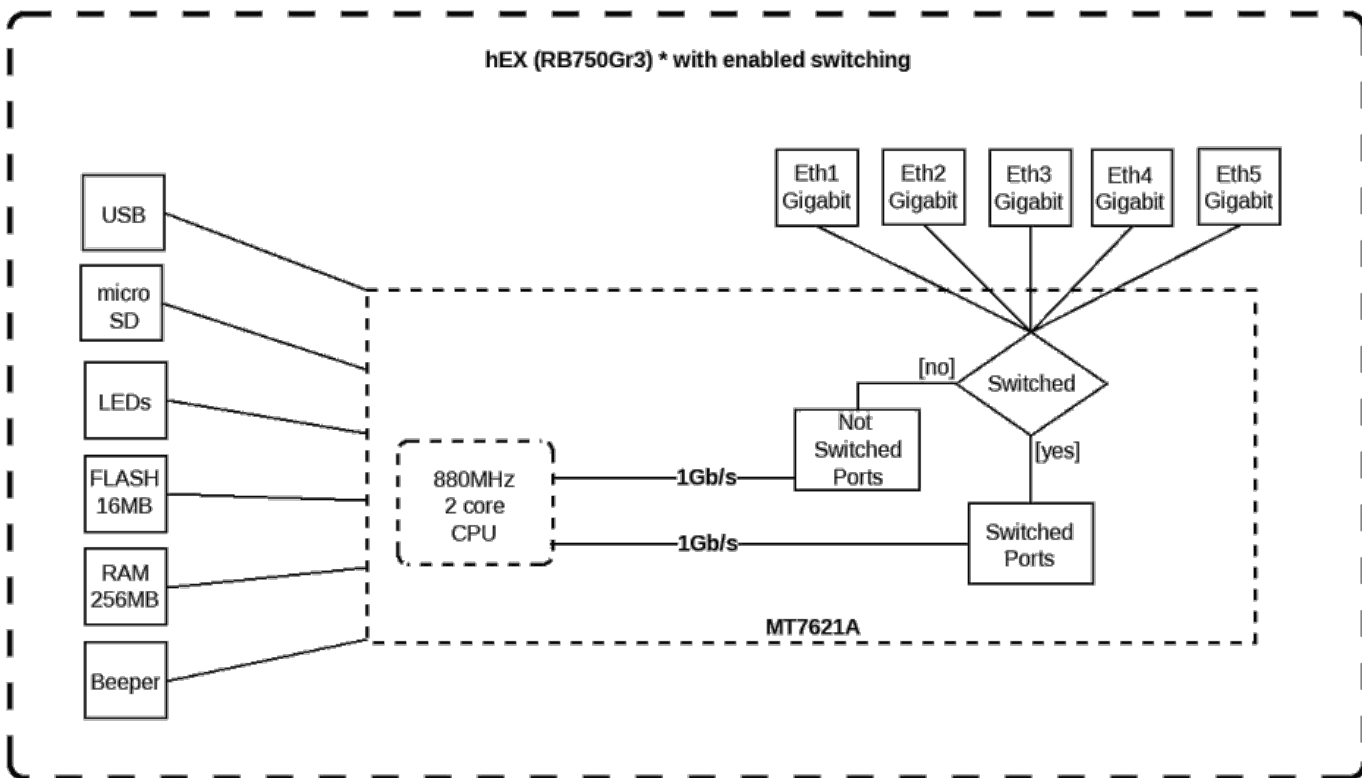 hEX (RB750Gr3) * with enabled switching
Eth1
Gigabit
Eth2
Gigabit
Eth3
Gigabit
Eth4
Gigabit
Eth5
Gigabit
USB
micro
SD
LEDs
FLASH
16MB
RAM
256MB
Beeper
[no]
Switched
[yes]
Not
Switched
Ports
880MHz
2 core
CPU
1Gb/s
1Gb/s
Switched
Ports
MT7621A